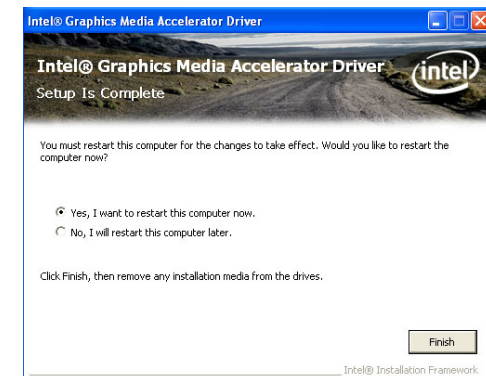 Intel® Graphics Media Accelerator Driver
Intel® Graphics Media Accelerator Driver
Setup Is Complete
intel
You must restart this computer for the changes to take effect. Would you like to restart the
computer now?
Yes, I want to restart this computer now.
No, I will restart this computer later.
Click Finish, then remove any installation media from the drives.
Finish
Intel® Installation Framework